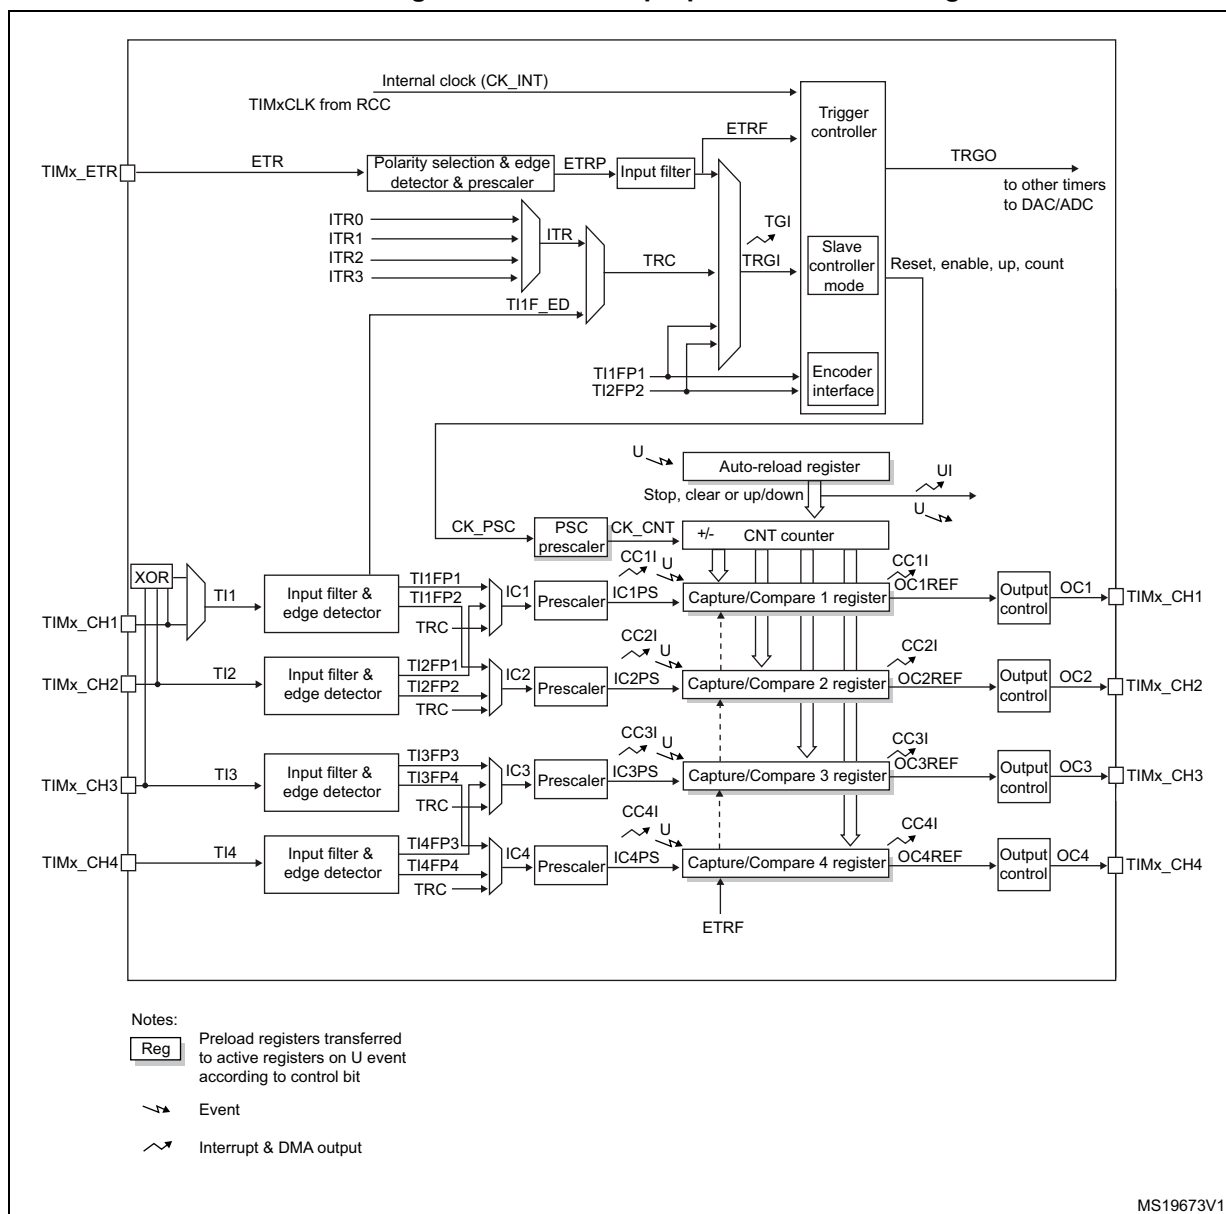 Internal clock (CK_INT)
TIMxCLK from RCC
Trigger
controller
ETRF
TIMx_ETR
ETR
Polarity selection & edge
detector & prescaler
ETRP
Input filter
TRGO
to other timers
to DAC/ADC
ITR0
ITR1
ITR2
ITR3
ITR
TRC
TI1F_ED
TGI
TRGI
Slave
controller
mode
Reset, enable, up, count
TI1FP1
TI2FP2
Encoder
interface
U
Auto-reload register
Stop, clear or up/down
UI
U
CK_PSC
PSC
prescaler
CK_CNT
+/-
CNT counter
XOR
TI1
TIMx_CH1
Input filter &
edge detector
TI1FP1
TI1FP2
TRC
IC1
Prescaler
IC1PS
CC1I
U
Capture/Compare 1 register
CC1I
OC1REF
Output
control
OC1
TIMx_CH1
TIMx_CH2
TI2
Input filter &
edge detector
TI2FP1
TI2FP2
TRC
IC2
Prescaler
IC2PS
CC2I
U
Capture/Compare 2 register
CC2I
OC2REF
Output
control
OC2
TIMx_CH2
TIMx_CH3
TI3
Input filter &
edge detector
TI3FP3
TI3FP4
TRC
IC3
Prescaler
IC3PS
CC3I
U
Capture/Compare 3 register
CC3I
OC3REF
Output
control
OC3
TIMx_CH3
TIMx_CH4
TI4
Input filter &
edge detector
TI4FP3
TI4FP4
TRC
IC4
Prescaler
IC4PS
CC4I
U
Capture/Compare 4 register
CC4I
OC4REF
Output
control
OC4
TIMx_CH4
ETRF
Notes:
Reg
Preload registers transferred
to active registers on U event
according to control bit
Event
Interrupt & DMA output
MS19673V1